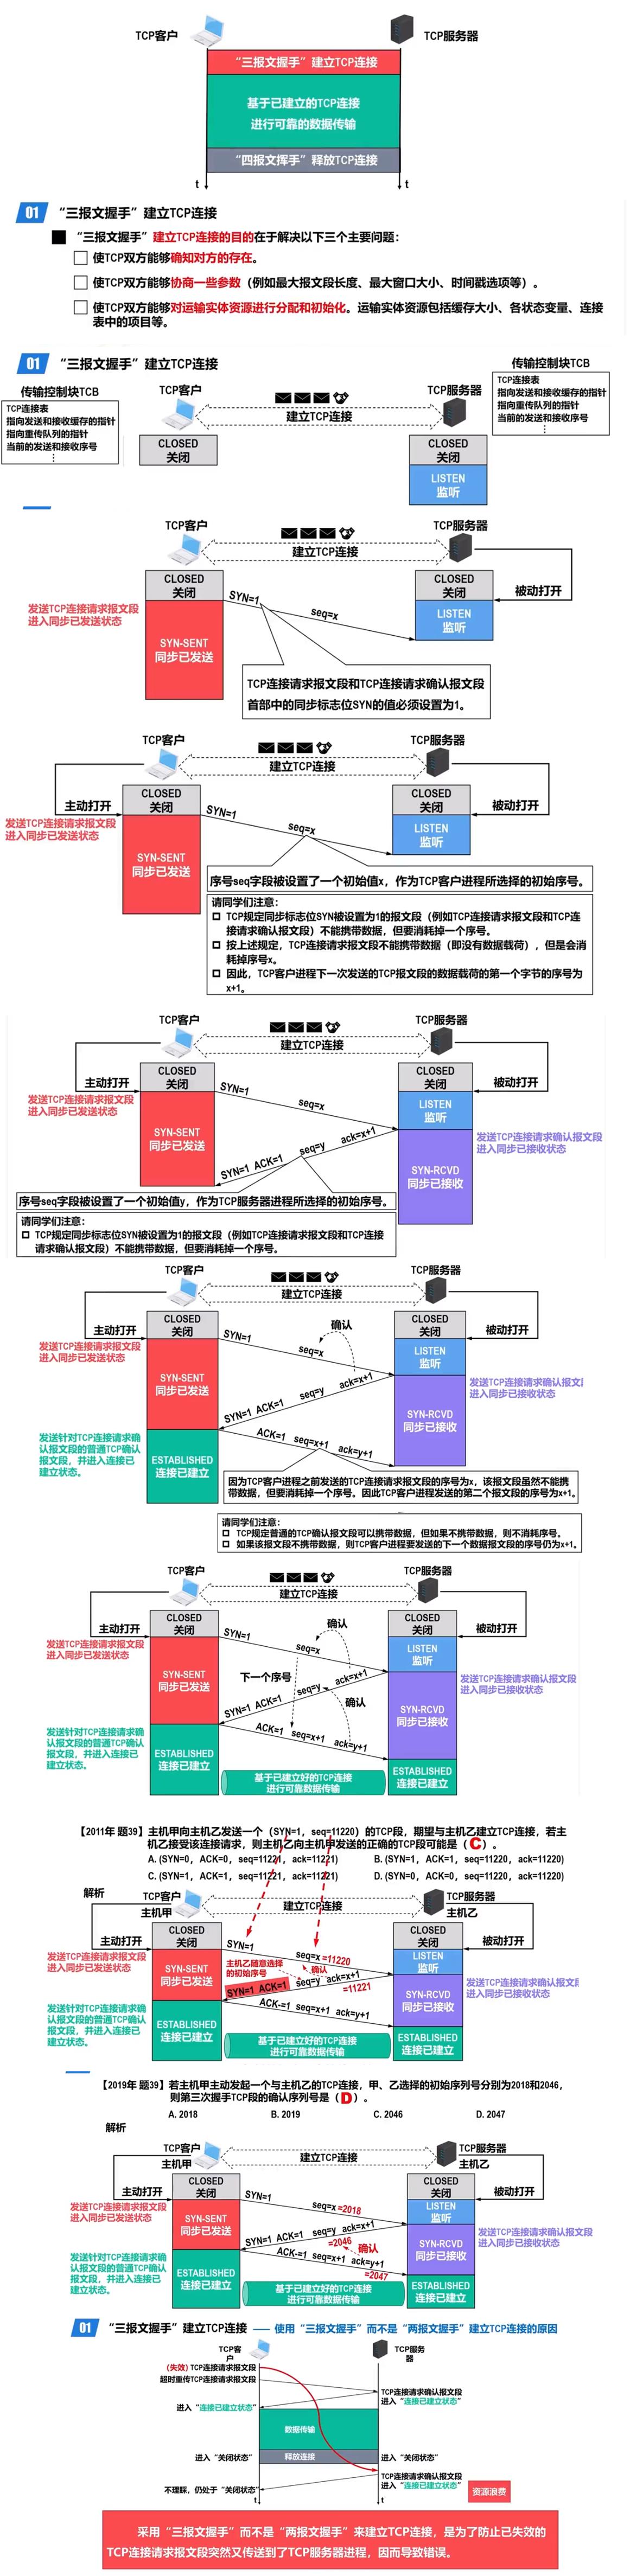 TCP客户
TCP服务器
“三报文握手”建立TCP连接
基于已建立的TCP连接
进行可靠的数据传输
“四报文挥手”释放TCP连接
t
t
01 “三报文握手”建立TCP连接
“三报文握手”建立TCP连接的目的在于解决以下三个主要问题：
使TCP双方能够确知对方的存在。
使TCP双方能够协商一些参数（例如最大报文段长度、最大窗口大小、时间戳选项等）。
使TCP双方能够对运输实体资源进行分配和初始化。运输实体资源包括缓存大小、各状态变量、连接
表中的项目等。
01 “三报文握手”建立TCP连接
传输控制块TCB
TCP连接表
指向发送和接收缓存的指针
指向重传队列的指针
当前的发送和接收序号
⋮
TCP客户
TCP服务器
建立TCP连接
传输控制块TCB
TCP连接表
指向发送和接收缓存的指针
指向重传队列的指针
当前的发送和接收序号
⋮
CLOSED
关闭
CLOSED
关闭
LISTEN
监听
TCP客户
TCP服务器
建立TCP连接
CLOSED
关闭
CLOSED
关闭
被动打开
发送TCP连接请求报文段
进入同步已发送状态
SYN=1
seq=x
LISTEN
监听
SYN-SENT
同步已发送
TCP连接请求报文段和TCP连接请求确认报文段
首部中的同步标志位SYN的值必须设置为1。
TCP客户
TCP服务器
建立TCP连接
主动打开
CLOSED
关闭
CLOSED
关闭
被动打开
发送TCP连接请求报文段
进入同步已发送状态
SYN=1
seq=x
LISTEN
监听
SYN-SENT
同步已发送
序号seq字段被设置了一个初始值x，作为TCP客户进程所选择的初始序号。
请同学们注意：
TCP规定同步标志位SYN被设置为1的报文段（例如TCP连接请求报文段和TCP连
接请求确认报文段）不能携带数据，但要消耗掉一个序号。
按上述规定，TCP连接请求报文段不能携带数据（即没有数据载荷），但是会消
耗掉序号x。
因此，TCP客户进程下一次发送的TCP报文段的数据载荷的第一个字节的序号为
x+1。
TCP客户
TCP服务器
建立TCP连接
主动打开
CLOSED
关闭
CLOSED
关闭
被动打开
发送TCP连接请求报文段
进入同步已发送状态
SYN=1
seq=x
LISTEN
监听
SYN-SENT
同步已发送
SYN=1 ACK=1 seq=y ack=x+1
发送TCP连接请求确认报文段
进入同步已接收状态
SYN-RCVD
同步已接收
序号seq字段被设置了一个初始值y，作为TCP服务器进程所选择的初始序号。
请同学们注意：
TCP规定同步标志位SYN被设置为1的报文段（例如TCP连接请求报文段和TCP连接
请求确认报文段）不能携带数据，但要消耗掉一个序号。
TCP客户
TCP服务器
建立TCP连接
主动打开
CLOSED
关闭
CLOSED
关闭
被动打开
发送TCP连接请求报文段
进入同步已发送状态
SYN=1
seq=x
确认
LISTEN
监听
SYN-SENT
同步已发送
SYN=1 ACK=1 seq=y ack=x+1
发送TCP连接请求确认报文段
进入同步已接收状态
SYN-RCVD
同步已接收
发送针对TCP连接请求确
认报文段的普通TCP确认
报文段，并进入连接已
建立状态。
ESTABLISHED
连接已建立
ACK=1 seq=x+1 ack=y+1
因为TCP客户进程之前发送的TCP连接请求报文段的序号为x，该报文段虽然不能携
带数据，但要消耗掉一个序号。因此TCP客户进程发送的第二个报文段的序号为x+1。
请同学们注意：
TCP规定普通的TCP确认报文段可以携带数据，但如果不携带数据，则不消耗序号。
如果该报文段不携带数据，则TCP客户进程要发送的下一个数据报文段的序号仍为x+1。
TCP客户
TCP服务器
建立TCP连接
主动打开
CLOSED
关闭
CLOSED
关闭
被动打开
发送TCP连接请求报文段
进入同步已发送状态
SYN=1
seq=x
确认
LISTEN
监听
SYN-SENT
同步已发送
下一个序号
SYN=1 ACK=1 seq=y ack=x+1
确认
发送TCP连接请求确认报文段
进入同步已接收状态
SYN-RCVD
同步已接收
发送针对TCP连接请求确
认报文段的普通TCP确认
报文段，并进入连接已
建立状态。
ACK=1 seq=x+1 ack=y+1
ESTABLISHED
连接已建立
ESTABLISHED
连接已建立
基于已建立好的TCP连接
进行可靠数据传输
【2011年 题39】主机甲向主机乙发送一个（SYN=1，seq=11220）的TCP段，期望与主机乙建立TCP连接，若主
机乙接受该连接请求，则主机乙向主机甲发送的正确的TCP段可能是（C）。
A. (SYN=0，ACK=0，seq=11221，ack=11221)
B. (SYN=1，ACK=1，seq=11220，ack=11220)
C. (SYN=1，ACK=1，seq=11221，ack=11221)
D. (SYN=0，ACK=0，seq=11220，ack=11220)
解析
TCP客户
主机甲
TCP服务器
主机乙
建立TCP连接
主动打开
CLOSED
关闭
CLOSED
关闭
被动打开
发送TCP连接请求报文段
进入同步已发送状态
SYN=1
seq=x =11220
LISTEN
监听
SYN-SENT
同步已发送
主机乙随意选择
的初始序号
确认
SYN=1 ACK=1 seq=y ack=x+1
=11221
发送TCP连接请求确认报文段
进入同步已接收状态
SYN-RCVD
同步已接收
发送针对TCP连接请求确
认报文段的普通TCP确认
报文段，并进入连接已
建立状态。
ACK=1 seq=x+1 ack=y+1
ESTABLISHED
连接已建立
ESTABLISHED
连接已建立
基于已建立好的TCP连接
进行可靠数据传输
【2019年 题39】若主机甲主动发起一个与主机乙的TCP连接，甲、乙选择的初始序列号分别为2018和2046，
则第三次握手TCP段的确认序列号是（D）。
A. 2018
B. 2019
C. 2046
D. 2047
解析
TCP客户
主机甲
TCP服务器
主机乙
建立TCP连接
主动打开
CLOSED
关闭
CLOSED
关闭
被动打开
发送TCP连接请求报文段
进入同步已发送状态
SYN=1
seq=x =2018
LISTEN
监听
SYN-SENT
同步已发送
SYN=1 ACK=1 seq=y ack=x+1
=2046
确认
发送TCP连接请求确认报文段
进入同步已接收状态
SYN-RCVD
同步已接收
发送针对TCP连接请求确
认报文段的普通TCP确认
报文段，并进入连接已
建立状态。
ACK=1 seq=x+1 ack=y+1
=2047
ESTABLISHED
连接已建立
ESTABLISHED
连接已建立
基于已建立好的TCP连接
进行可靠数据传输
01 “三报文握手”建立TCP连接 —— 使用“三报文握手”而不是“两报文握手”建立TCP连接的原因
TCP客
户
TCP服务
器
(失效) TCP连接请求报文段
超时重传TCP连接请求报文段
TCP连接请求确认报文段
进入“连接已建立状态”
进入“连接已建立状态”
数据传输
进入“关闭状态”
释放连接
进入“关闭状态”
TCP连接请求确认报文段
进入“连接已建立状态”
不理睬，仍处于“关闭状态”
资源浪费
t
t
采用“三报文握手”而不是“两报文握手”来建立TCP连接，是为了防止已失效的
TCP连接请求报文段突然又传送到了TCP服务器进程，因而导致错误。